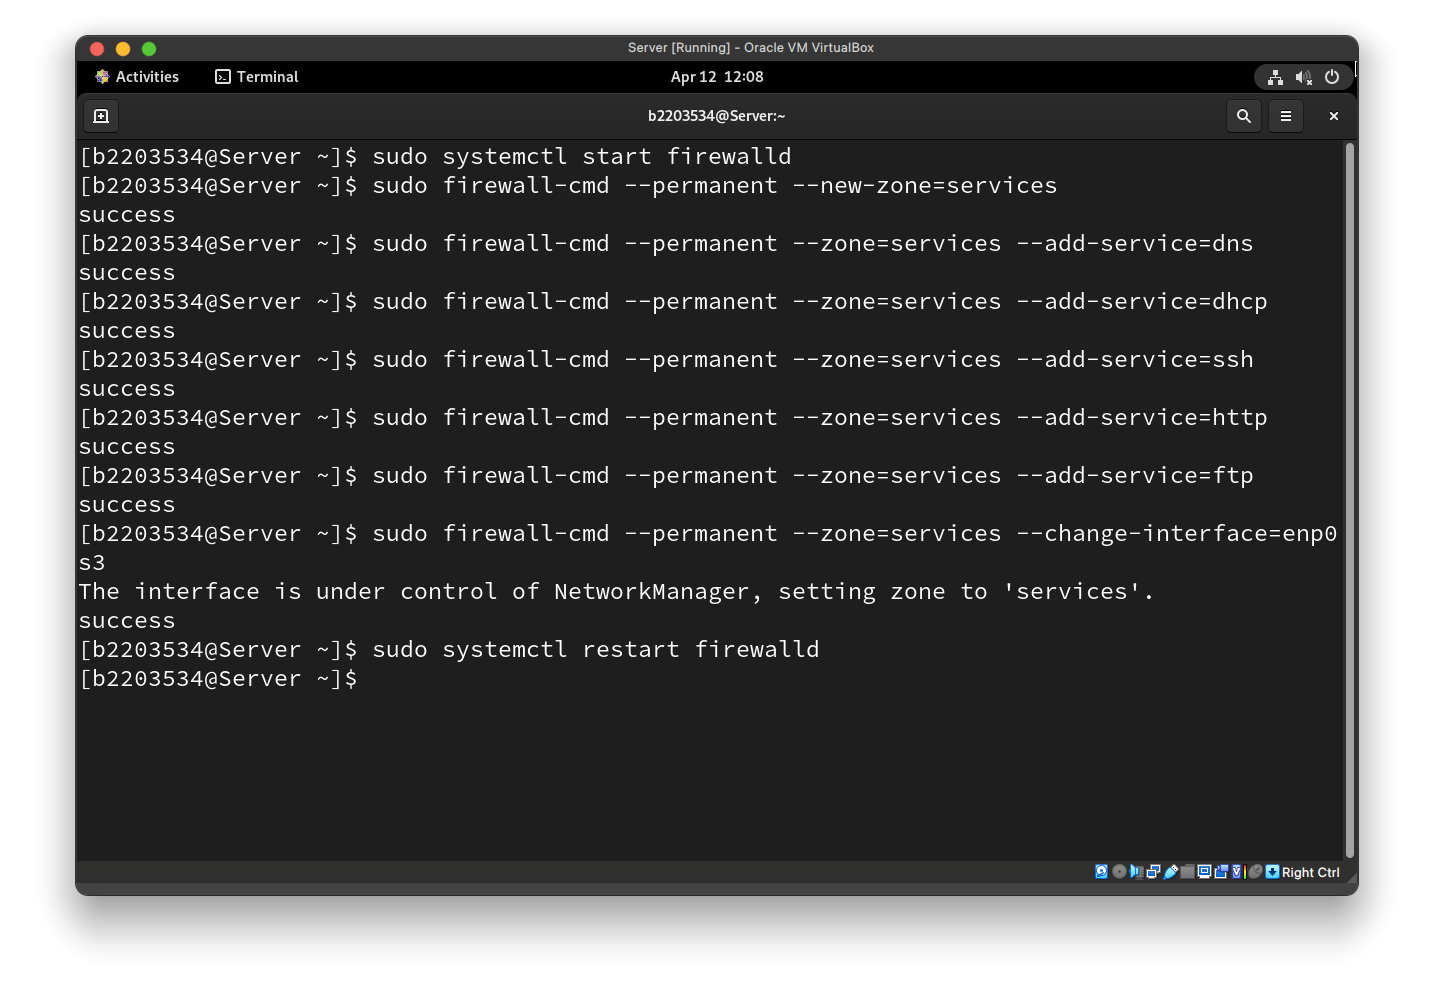 Server [Running] - Oracle VM VirtualBox
Activities Terminal Apr 12 12:08
b2203534@Server:~
[b2203534@Server ~]$ sudo systemctl start firewalld
[b2203534@Server ~]$ sudo firewall-cmd --permanent --new-zone=services
success
[b2203534@Server ~]$ sudo firewall-cmd --permanent --zone=services --add-service=dns
success
[b2203534@Server ~]$ sudo firewall-cmd --permanent --zone=services --add-service=dhcp
success
[b2203534@Server ~]$ sudo firewall-cmd --permanent --zone=services --add-service=ssh
success
[b2203534@Server ~]$ sudo firewall-cmd --permanent --zone=services --add-service=http
success
[b2203534@Server ~]$ sudo firewall-cmd --permanent --zone=services --add-service=ftp
success
[b2203534@Server ~]$ sudo firewall-cmd --permanent --zone=services --change-interface=enp0
s3
The interface is under control of NetworkManager, setting zone to 'services'.
success
[b2203534@Server ~]$ sudo systemctl restart firewalld
[b2203534@Server ~]$
Right Ctrl